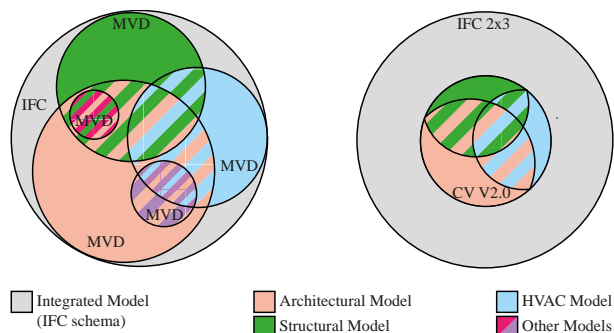 MVD
IFC
MVD
MVD
MVD
MVD
IFC 2x3
CV V2.0
Integrated Model
(IFC schema)
Architectural Model
Structural Model
HVAC Model
Other Models